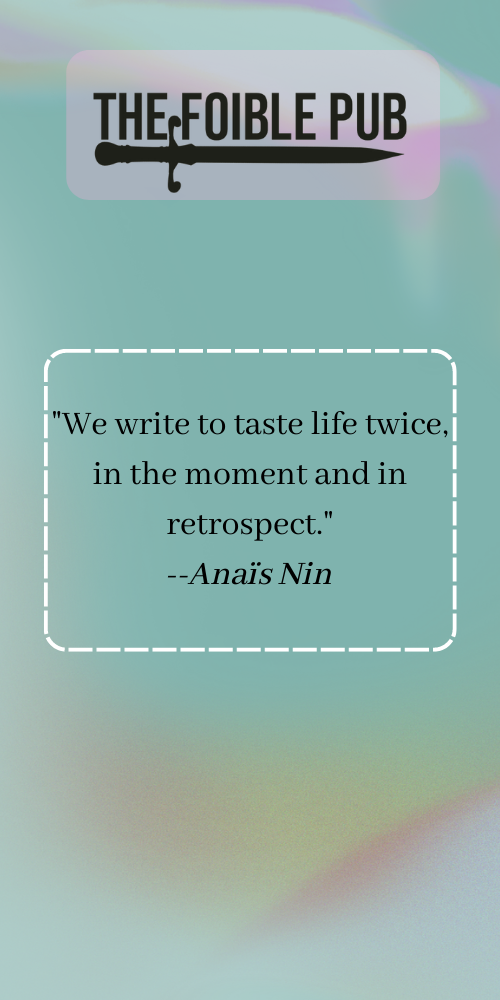 THE FOIBLE PUB
"We write to taste life twice,
in the moment and in
retrospect."
--Anaïs Nin